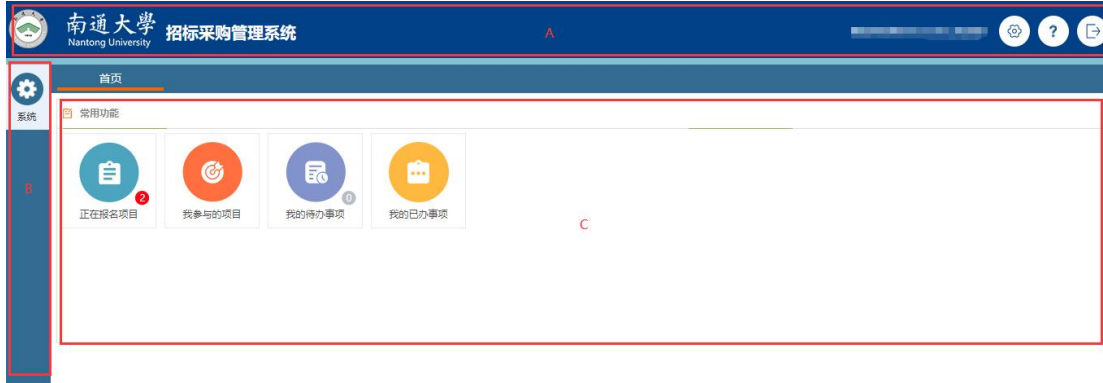 南通大學
Nantong University
招标采购管理系统
A
?
首页
系统
常用功能
2
0
正在报名项目
我参与的项目
我的待办事项
我的已办事项
B
C